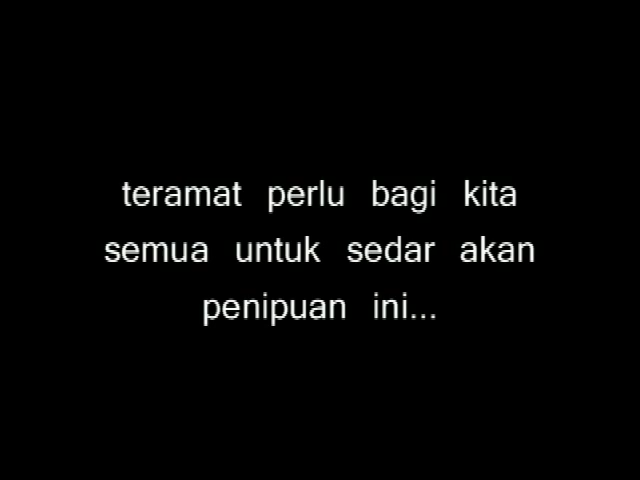 teramat perlu bagi kita
semua untuk sedar akan
penipuan ini...